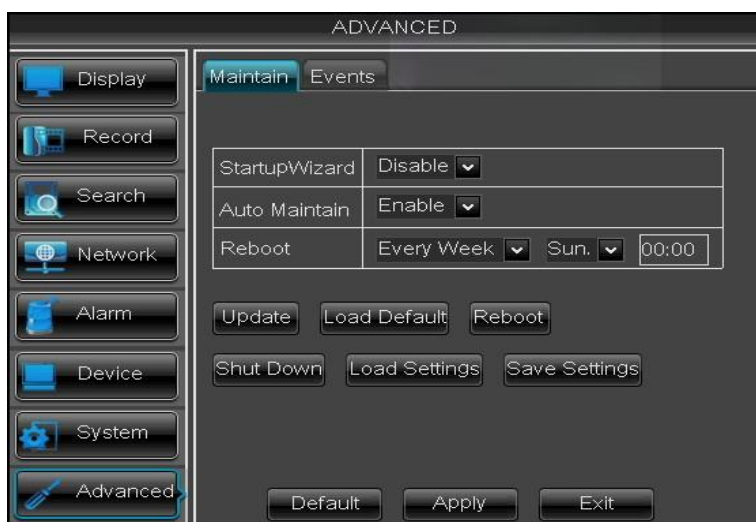 ADVANCED
Display
Record
Search
Network
Alarm
Device
System
Advanced
Maintain Events
StartupWizard Disable
Auto Maintain Enable
Reboot Every Week Sun. 00:00
Update Load Default Reboot
Shut Down Load Settings Save Settings
Default Apply Exit